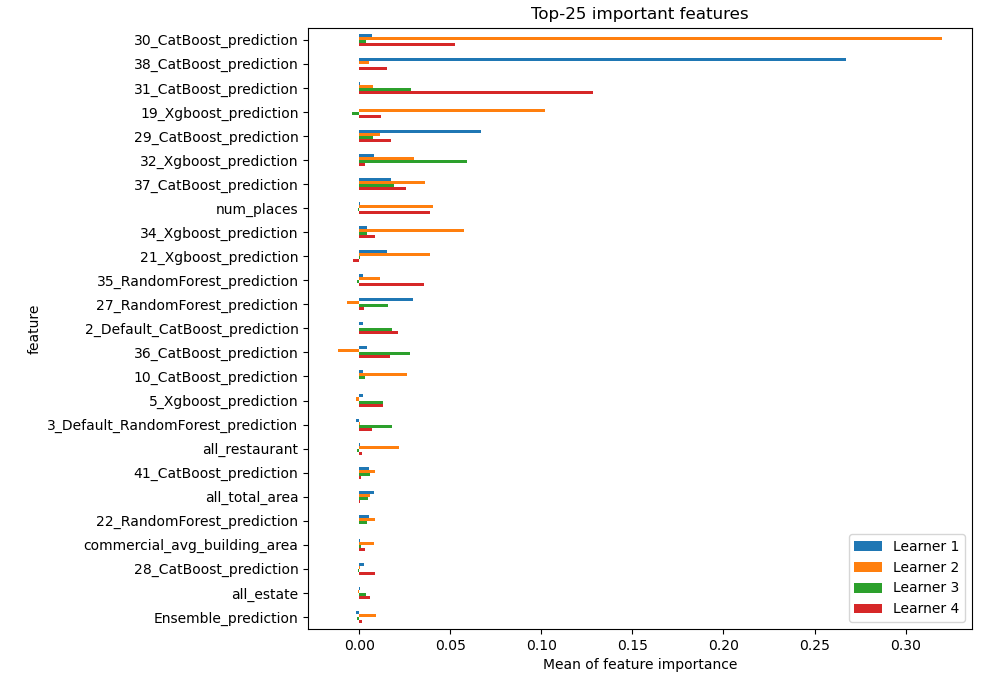 Top-25 important features
30_CatBoost_prediction
38_CatBoost_prediction
31_CatBoost_prediction
19_Xgboost_prediction
29_CatBoost_prediction
32_Xgboost_prediction
37_CatBoost_prediction
num_places
34_Xgboost_prediction
21_Xgboost_prediction
35_RandomForest_prediction
27_RandomForest_prediction
2_Default_CatBoost_prediction
36_CatBoost_prediction
10_CatBoost_prediction
5_Xgboost_prediction
3_Default_RandomForest_prediction
all_restaurant
41_CatBoost_prediction
all_total_area
22_RandomForest_prediction
commercial_avg_building_area
28_CatBoost_prediction
all_estate
Ensemble_prediction
feature
Learner 1
Learner 2
Learner 3
Learner 4
0.00 0.05 0.10 0.15 0.20 0.25 0.30
Mean of feature importance